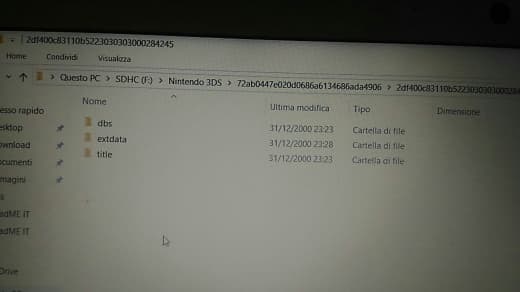 2df400c83110b5223030303000284245
Home Condividi Visualizza
Questo PC > SDHC (F:) > Nintendo 3DS > 72ab0447e020d0686a6134686ada4906 > 2df400c83110b52230303030002842
Nome Ultima modifica Tipo Dimensione
esso rapido
esktop dbs 31/12/2000 23:23 Cartella di file
ownload extdata 31/12/2000 23:28 Cartella di file
ocumenti title 31/12/2000 23:23 Cartella di file
magini
adME IT
adME IT
Drive